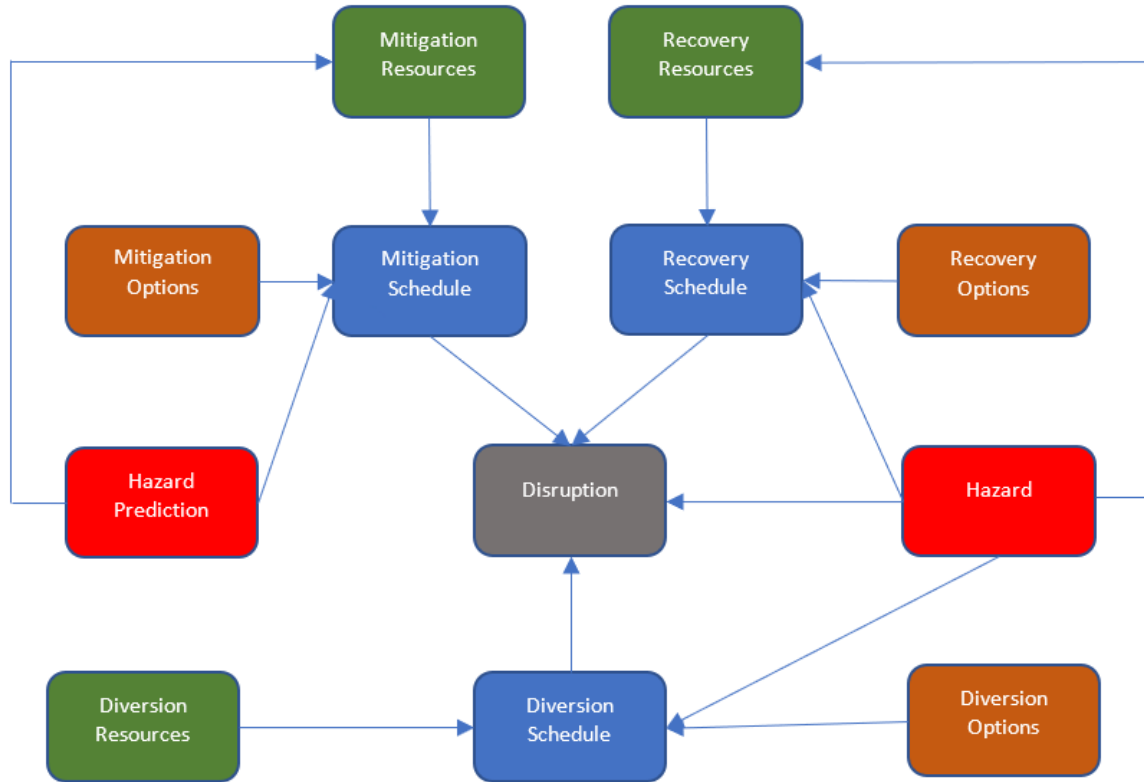 Mitigation
Resources
Recovery
Resources
Mitigation
Options
Mitigation
Schedule
Recovery
Schedule
Recovery
Options
Hazard
Prediction
Disruption
Hazard
Diversion
Resources
Diversion
Schedule
Diversion
Options